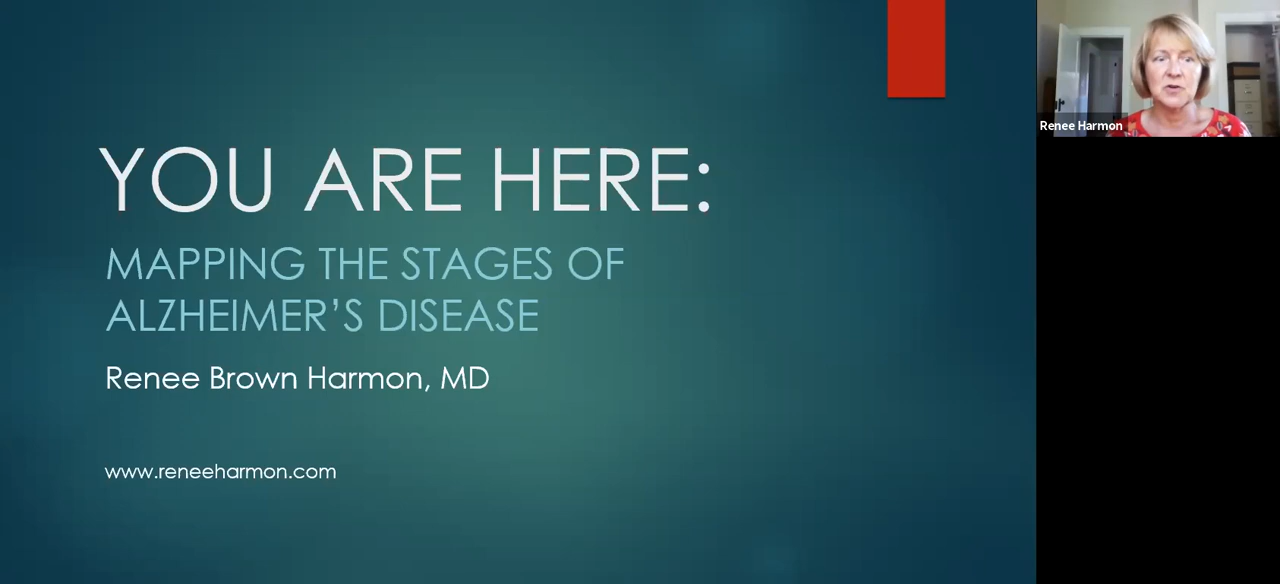 YOU ARE HERE:
MAPPING THE STAGES OF
ALZHEIMER’S DISEASE
Renee Brown Harmon, MD
www.reneeharmon.com
Renee Harmon